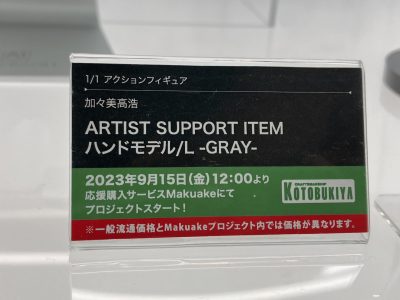 1/1 アクションフィギュア
加々美高浩
ARTIST SUPPORT ITEM
ハンドモデル/L -GRAY-
2023年9月15日(金)12:00より
応援購入サービスMakuakeにて
プロジェクトスタート!
CRAFTSMANSHIP
KOTOBUKIYA
※一般流通価格とMakuakeプロジェクト内では価格が異なります。